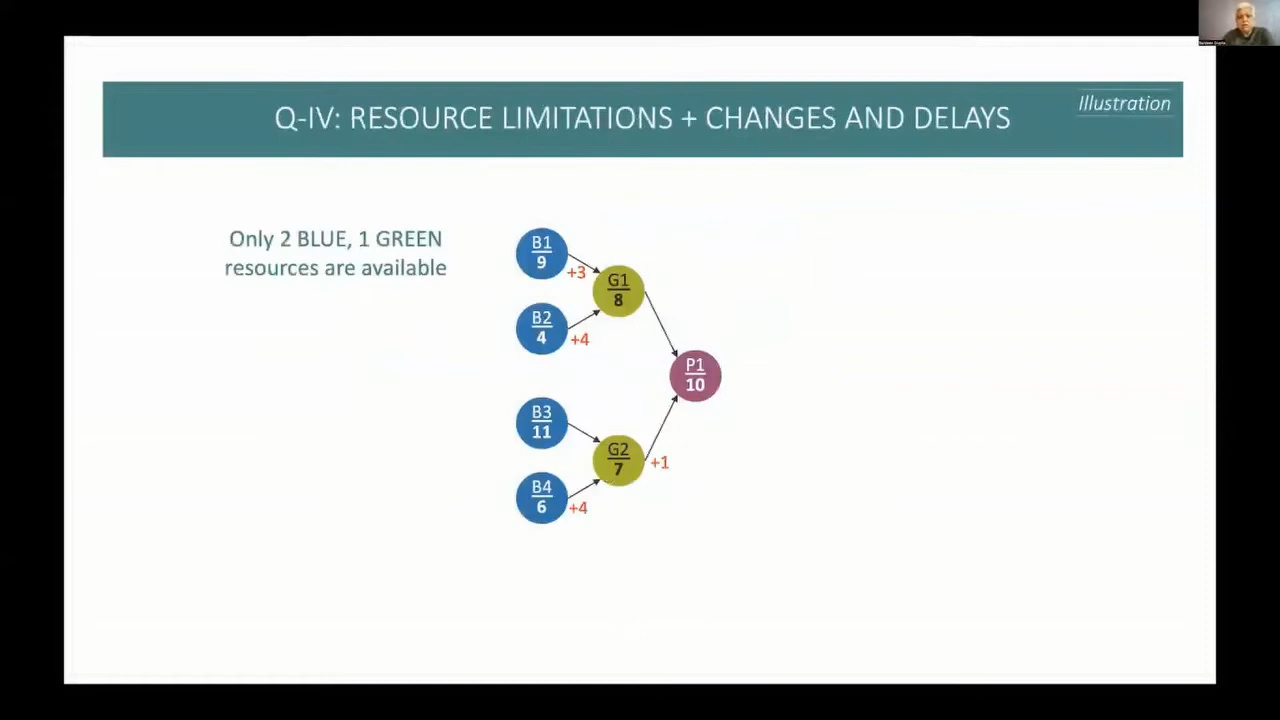 Q-IV: RESOURCE LIMITATIONS + CHANGES AND DELAYS
Illustration
Only 2 BLUE, 1 GREEN
resources are available
B1
9
+3
G1
8
B2
4
+4
P1
10
B3
11
G2
7
+1
B4
6
+4